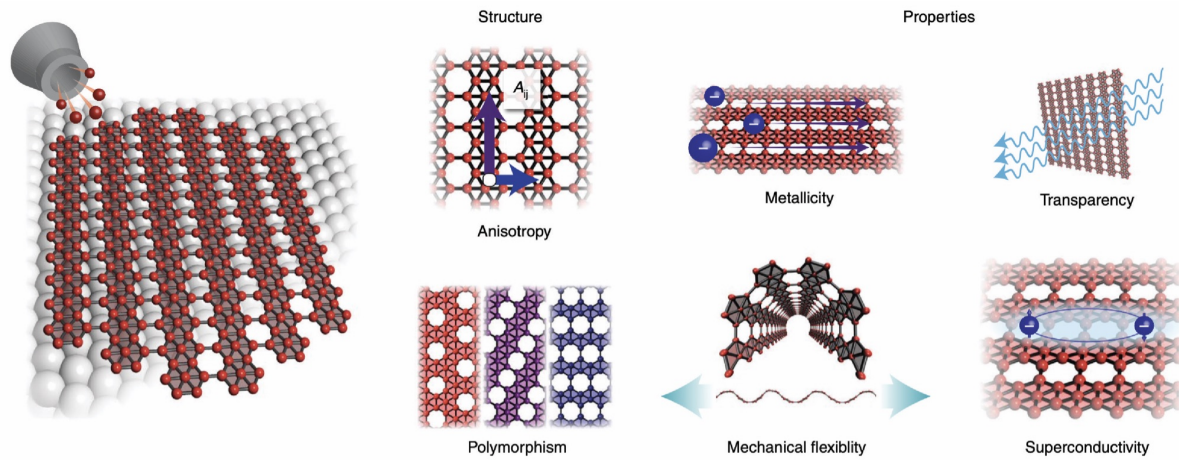 Structure
Properties
A_ij
Anisotropy
−
−
−
Metallicity
Transparency
Polymorphism
Mechanical flexiblity
−
−
Superconductivity